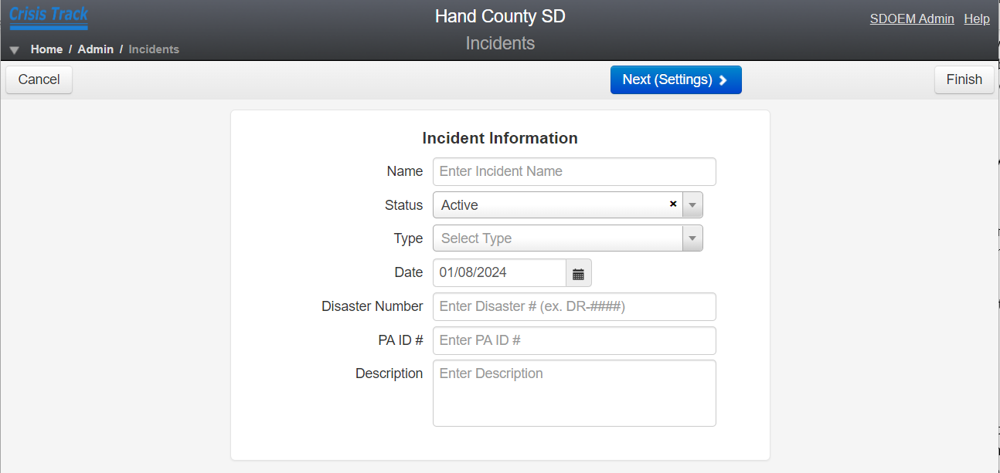 Crisis Track
Hand County SD
SDOEM Admin Help
Incidents
Home / Admin / Incidents
Cancel
Next (Settings)
Finish
Incident Information
Name Enter Incident Name
Status Active ×
Type Select Type
Date 01/08/2024
Disaster Number Enter Disaster # (ex. DR-####)
PA ID # Enter PA ID #
Description Enter Description